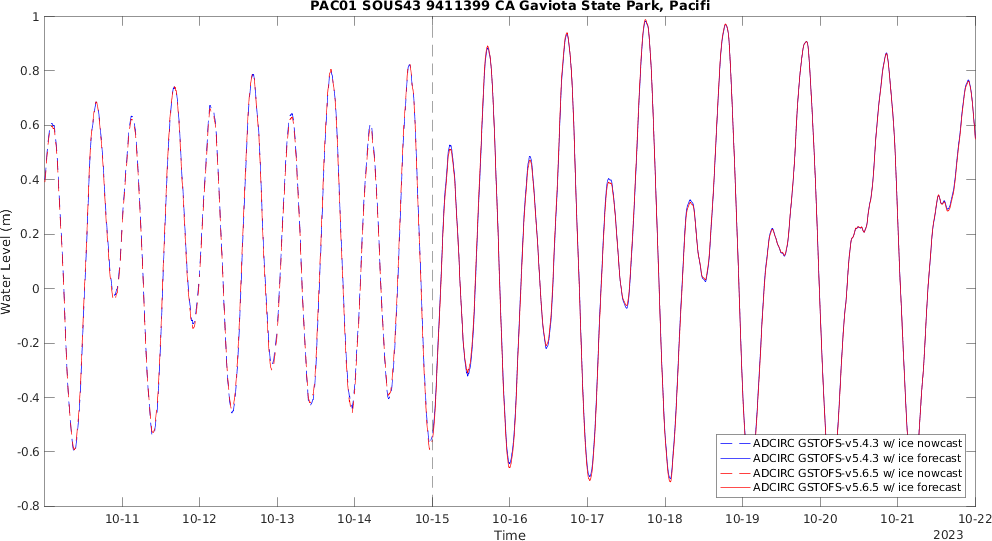 PAC01 SOUS43 9411399 CA Gaviota State Park, Pacifi
Water Level (m)
1
0.8
0.6
0.4
0.2
0
-0.2
-0.4
-0.6
-0.8
ADCIRC GSTOFS-v5.4.3 w/ ice nowcast
ADCIRC GSTOFS-v5.4.3 w/ ice forecast
ADCIRC GSTOFS-v5.6.5 w/ ice nowcast
ADCIRC GSTOFS-v5.6.5 w/ ice forecast
10-11 10-12 10-13 10-14 10-15 10-16 10-17 10-18 10-19 10-20 10-21 10-22
Time
2023